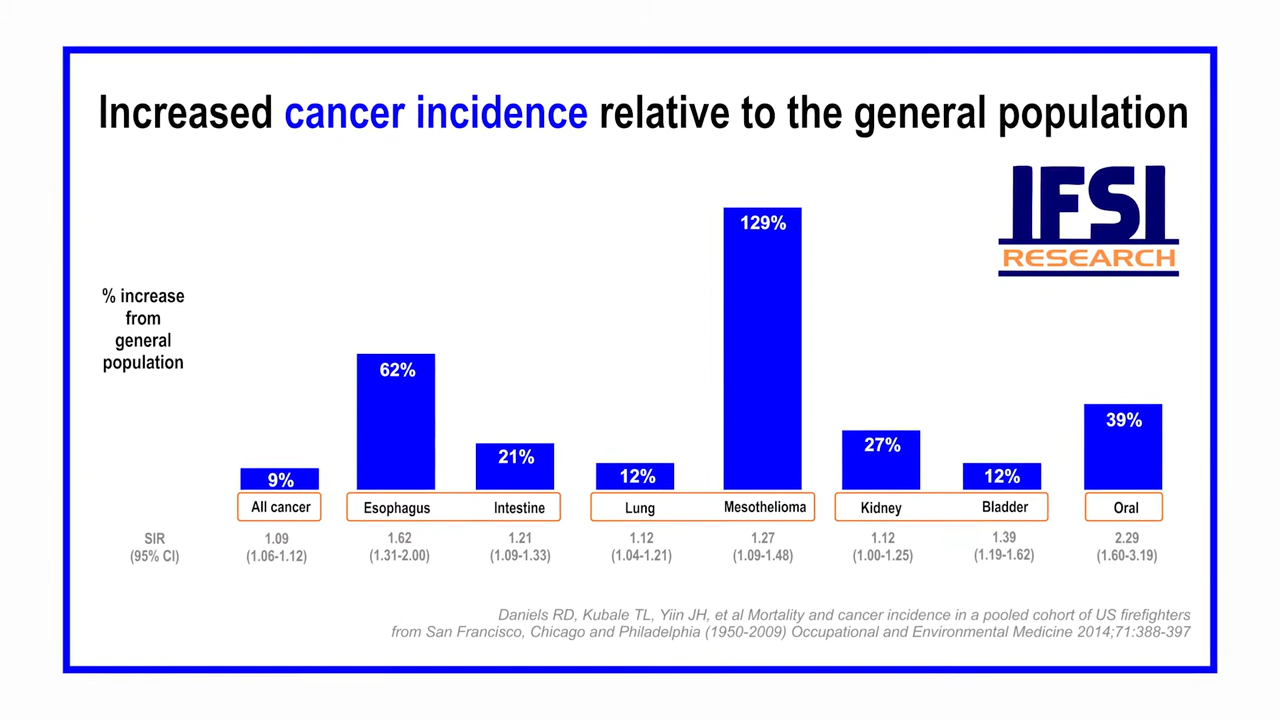 Increased cancer incidence relative to the general population
IFSI
RESEARCH
% increase
from
general
population
129%
62%
39%
27%
21%
12%
12%
9%
All cancer Esophagus Intestine Lung Mesothelioma Kidney Bladder Oral
SIR 1.09 1.62 1.21 1.12 1.27 1.12 1.39 2.29
(95% CI) (1.06-1.12) (1.31-2.00) (1.09-1.33) (1.04-1.21) (1.09-1.48) (1.00-1.25) (1.19-1.62) (1.60-3.19)
Daniels RD, Kubale TL, Yiin JH, et al Mortality and cancer incidence in a pooled cohort of US firefighters
from San Francisco, Chicago and Philadelphia (1950-2009) Occupational and Environmental Medicine 2014;71:388-397